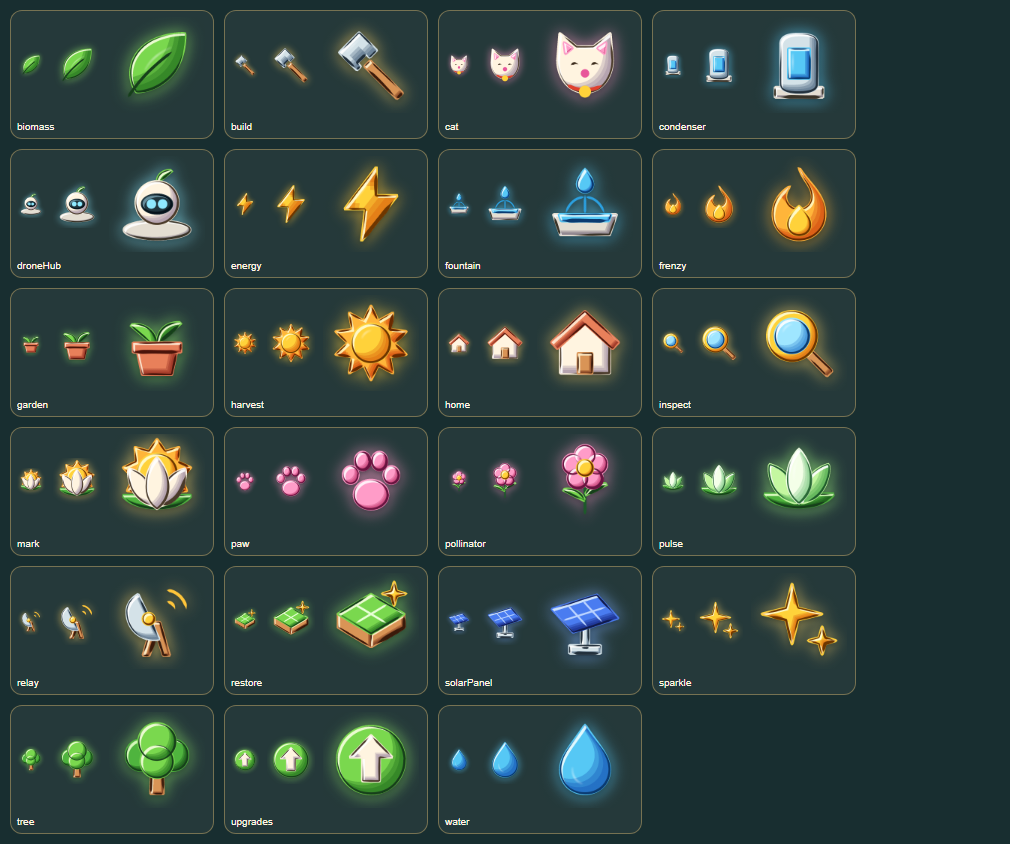 biomass
build
cat
condenser
droneHub
energy
fountain
frenzy
garden
harvest
home
inspect
mark
paw
pollinator
pulse
relay
restore
solarPanel
sparkle
tree
upgrades
water